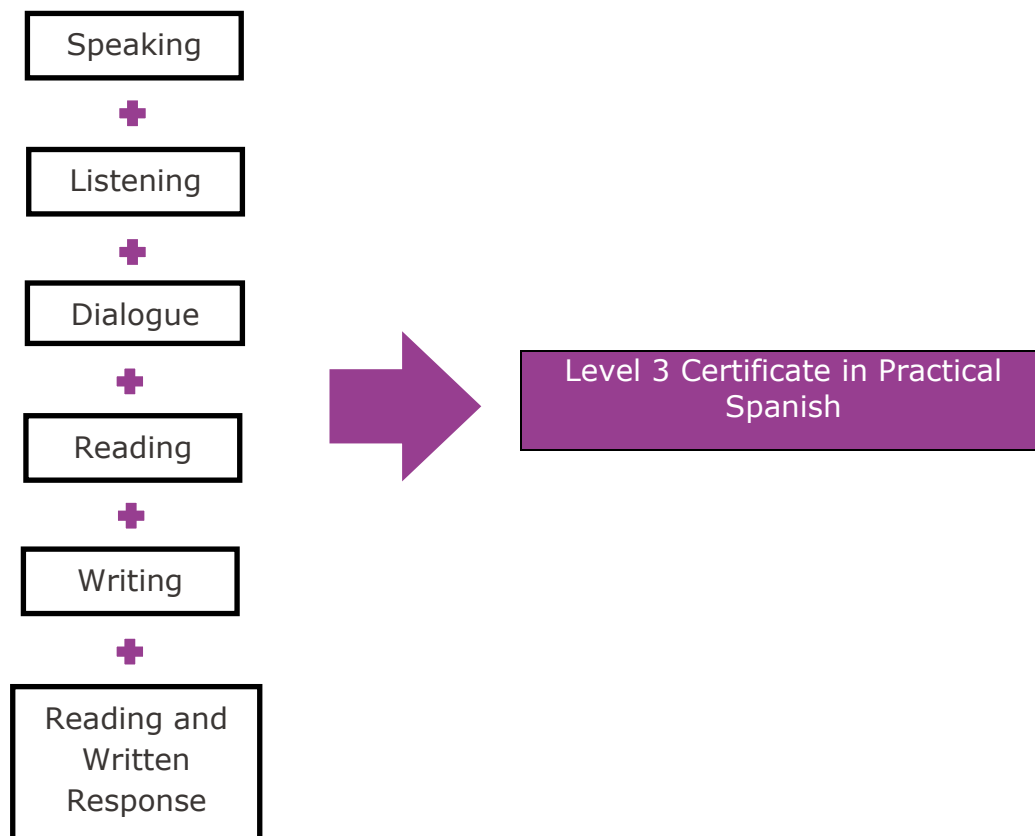 Speaking
Listening
Dialogue
Reading
Writing
Reading and
Written
Response
Level 3 Certificate in Practical
Spanish